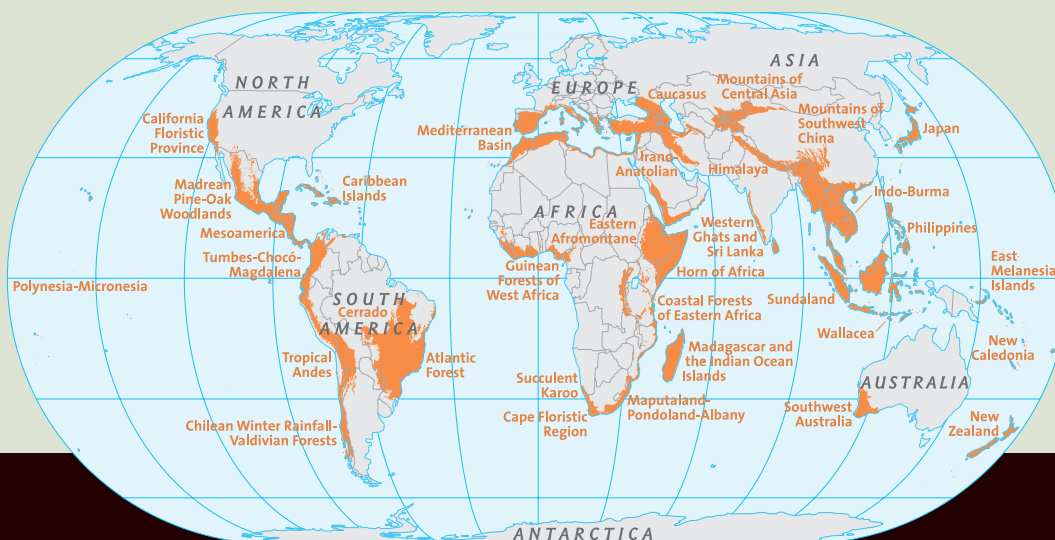 NORTH
AMERICA
EUROPE
ASIA
AFRICA
SOUTH
AMERICA
AUSTRALIA
ANTARCTICA
California
Floristic
Province
Madrean
Pine-Oak
Woodlands
Caribbean
Islands
Mesoamerica
Tumbes-Chocó-
Magdalena
Polynesia-Micronesia
Cerrado
Tropical
Andes
Atlantic
Forest
Chilean Winter Rainfall-
Valdivian Forests
Mediterranean
Basin
Caucasus
Mountains of
Central Asia
Mountains of
Southwest
China
Japan
Irano-
Anatolian
Himalaya
Indo-Burma
Philippines
Eastern
Afromontane
Western
Ghats and
Sri Lanka
Horn of Africa
Guinean
Forests of
West Africa
Coastal Forests
of Eastern Africa
Sundaland
Wallacea
East
Melanesia
Islands
New
Caledonia
Madagascar and
the Indian Ocean
Islands
Succulent
Karoo
Cape Floristic
Region
Maputaland-
Pondoland-Albany
Southwest
Australia
New
Zealand